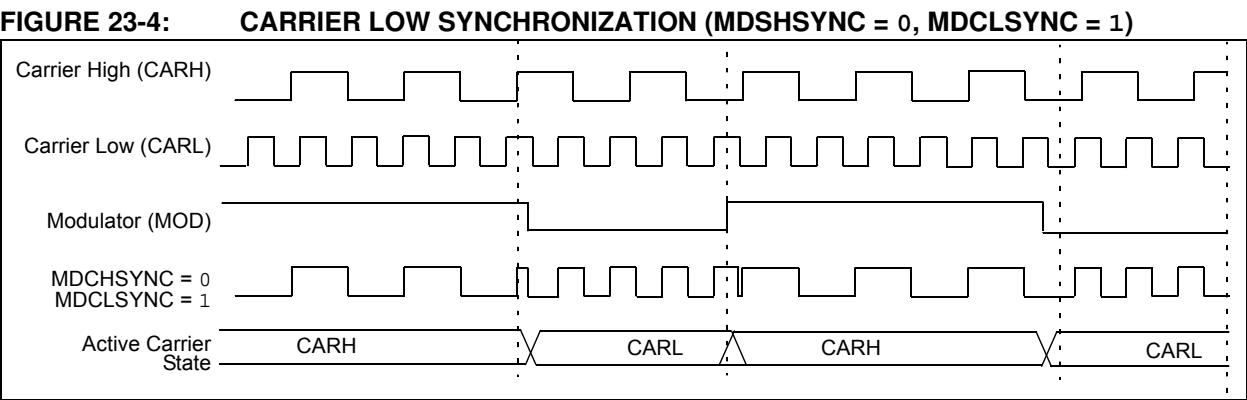 FIGURE 23-4: CARRIER LOW SYNCHRONIZATION (MDSHSYNC = 0, MDCLSYNC = 1)
Carrier High (CARH)
Carrier Low (CARL)
Modulator (MOD)
MDCHSYNC = 0
MDCLSYNC = 1
Active Carrier
State
CARH
CARL
CARH
CARL